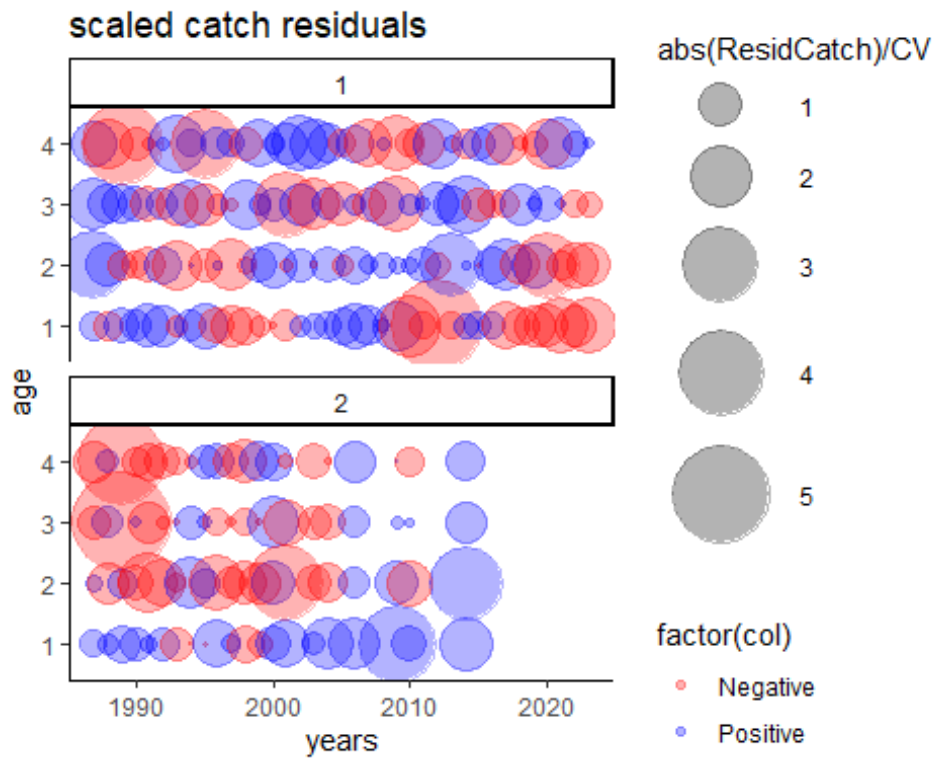 scaled catch residuals
1
4
3
2
1
age
2
4
3
2
1
1990 2000 2010 2020
years
abs(ResidCatch)/CV
1
2
3
4
5
factor(col)
Negative
Positive